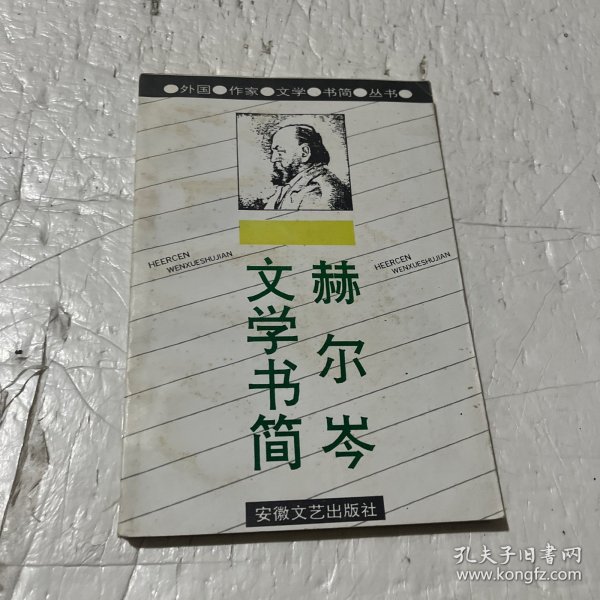 ●外国●作家●文学●书简●丛书●
HEERCEN
WENXUESHUJIAN
HEERCEN
WENXUESHUJIAN
赫尔岑
文学书简
安徽文艺出版社
孔夫子旧书网
www.kongfz.com